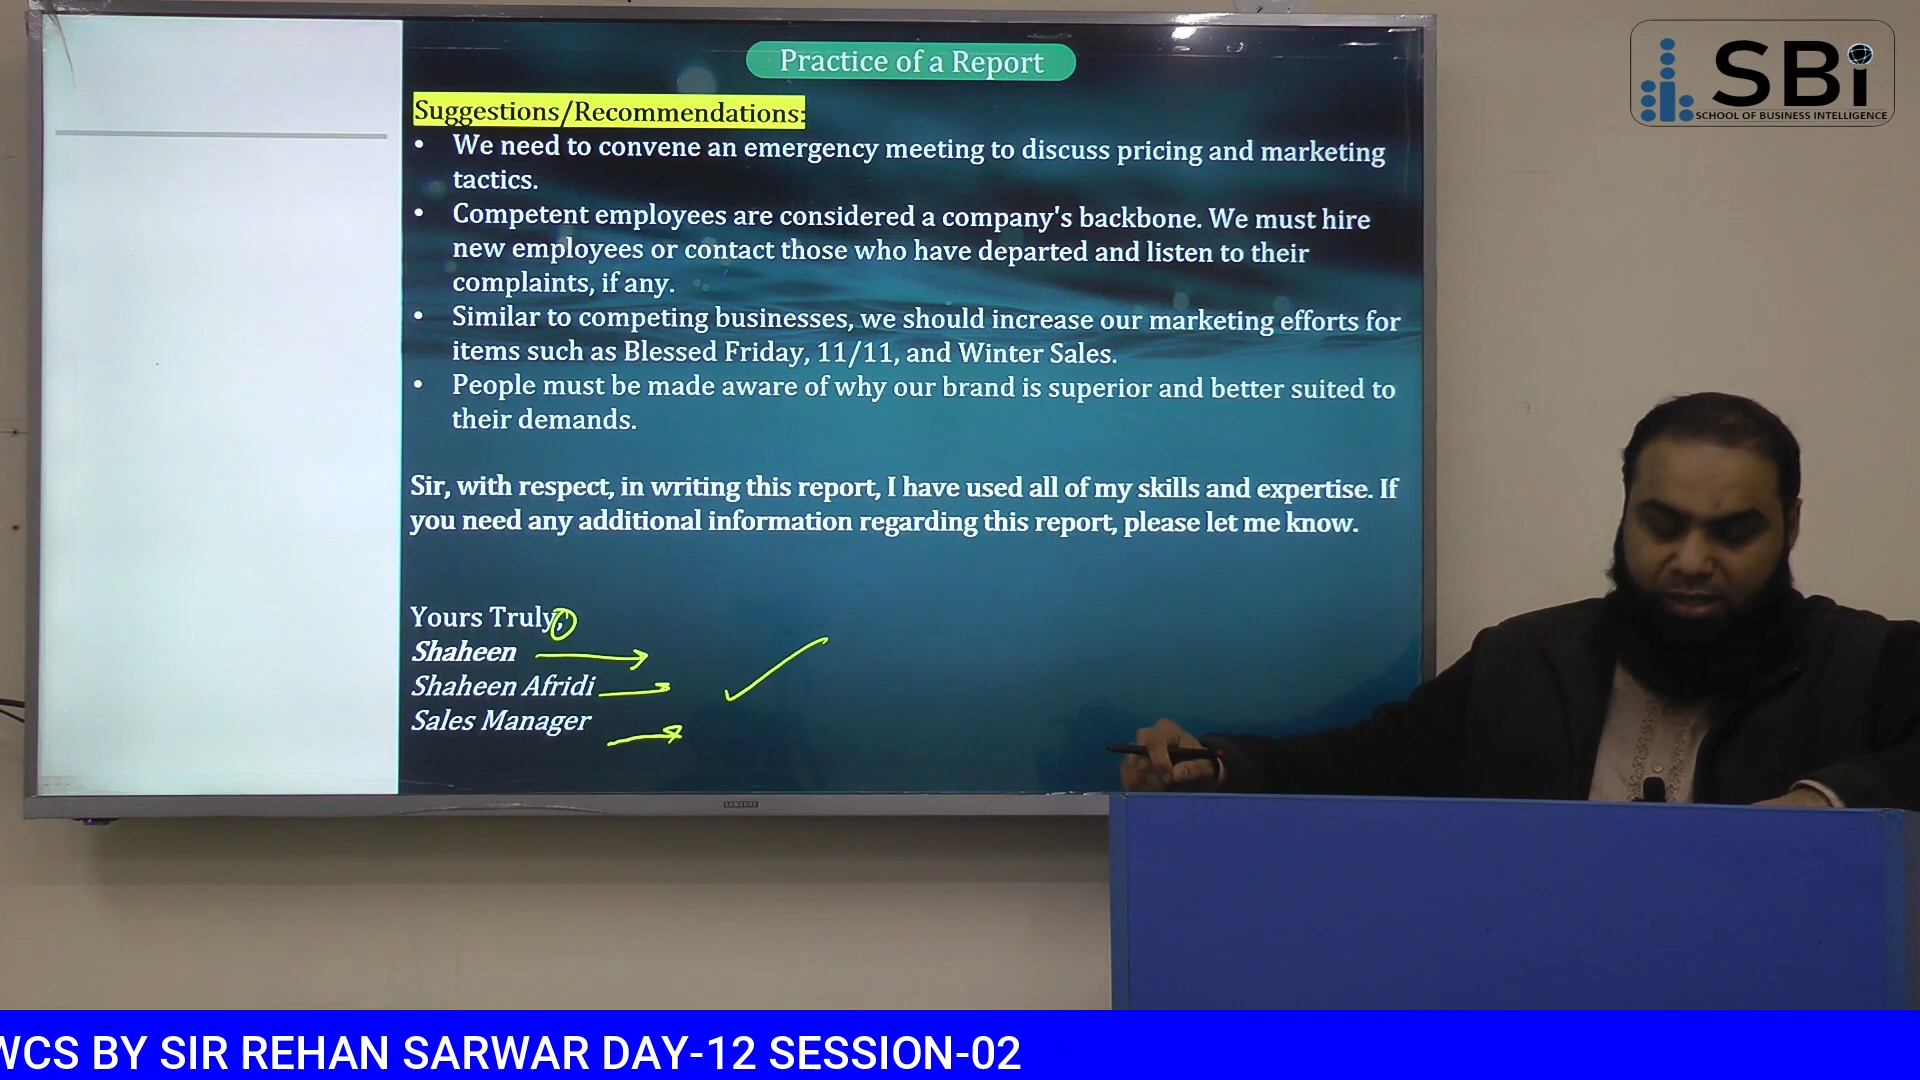 Practice of a Report
SBi
SCHOOL OF BUSINESS INTELLIGENCE
Suggestions/Recommendations:
• We need to convene an emergency meeting to discuss pricing and marketing
tactics.
• Competent employees are considered a company's backbone. We must hire
new employees or contact those who have departed and listen to their
complaints, if any.
• Similar to competing businesses, we should increase our marketing efforts for
items such as Blessed Friday, 11/11, and Winter Sales.
• People must be made aware of why our brand is superior and better suited to
their demands.
Sir, with respect, in writing this report, I have used all of my skills and expertise. If
you need any additional information regarding this report, please let me know.
Yours Truly,
Shaheen
Shaheen Afridi
Sales Manager
SAMSUNG
WCS BY SIR REHAN SARWAR DAY-12 SESSION-02